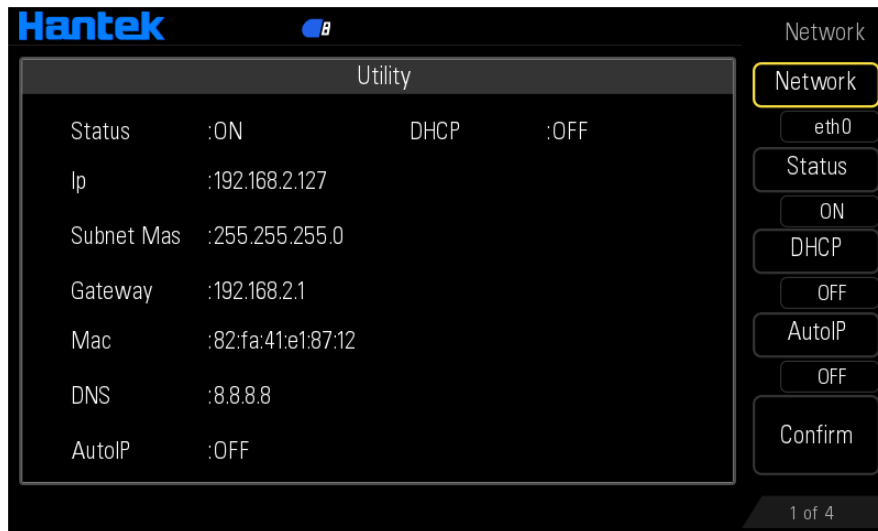 Hantek
Network
Utility
Status :ON DHCP :OFF
Ip :192.168.2.127
Subnet Mas :255.255.255.0
Gateway :192.168.2.1
Mac :82:fa:41:e1:87:12
DNS :8.8.8.8
AutoIP :OFF
Network
eth0
Status
ON
DHCP
OFF
AutoIP
OFF
Confirm
1 of 4